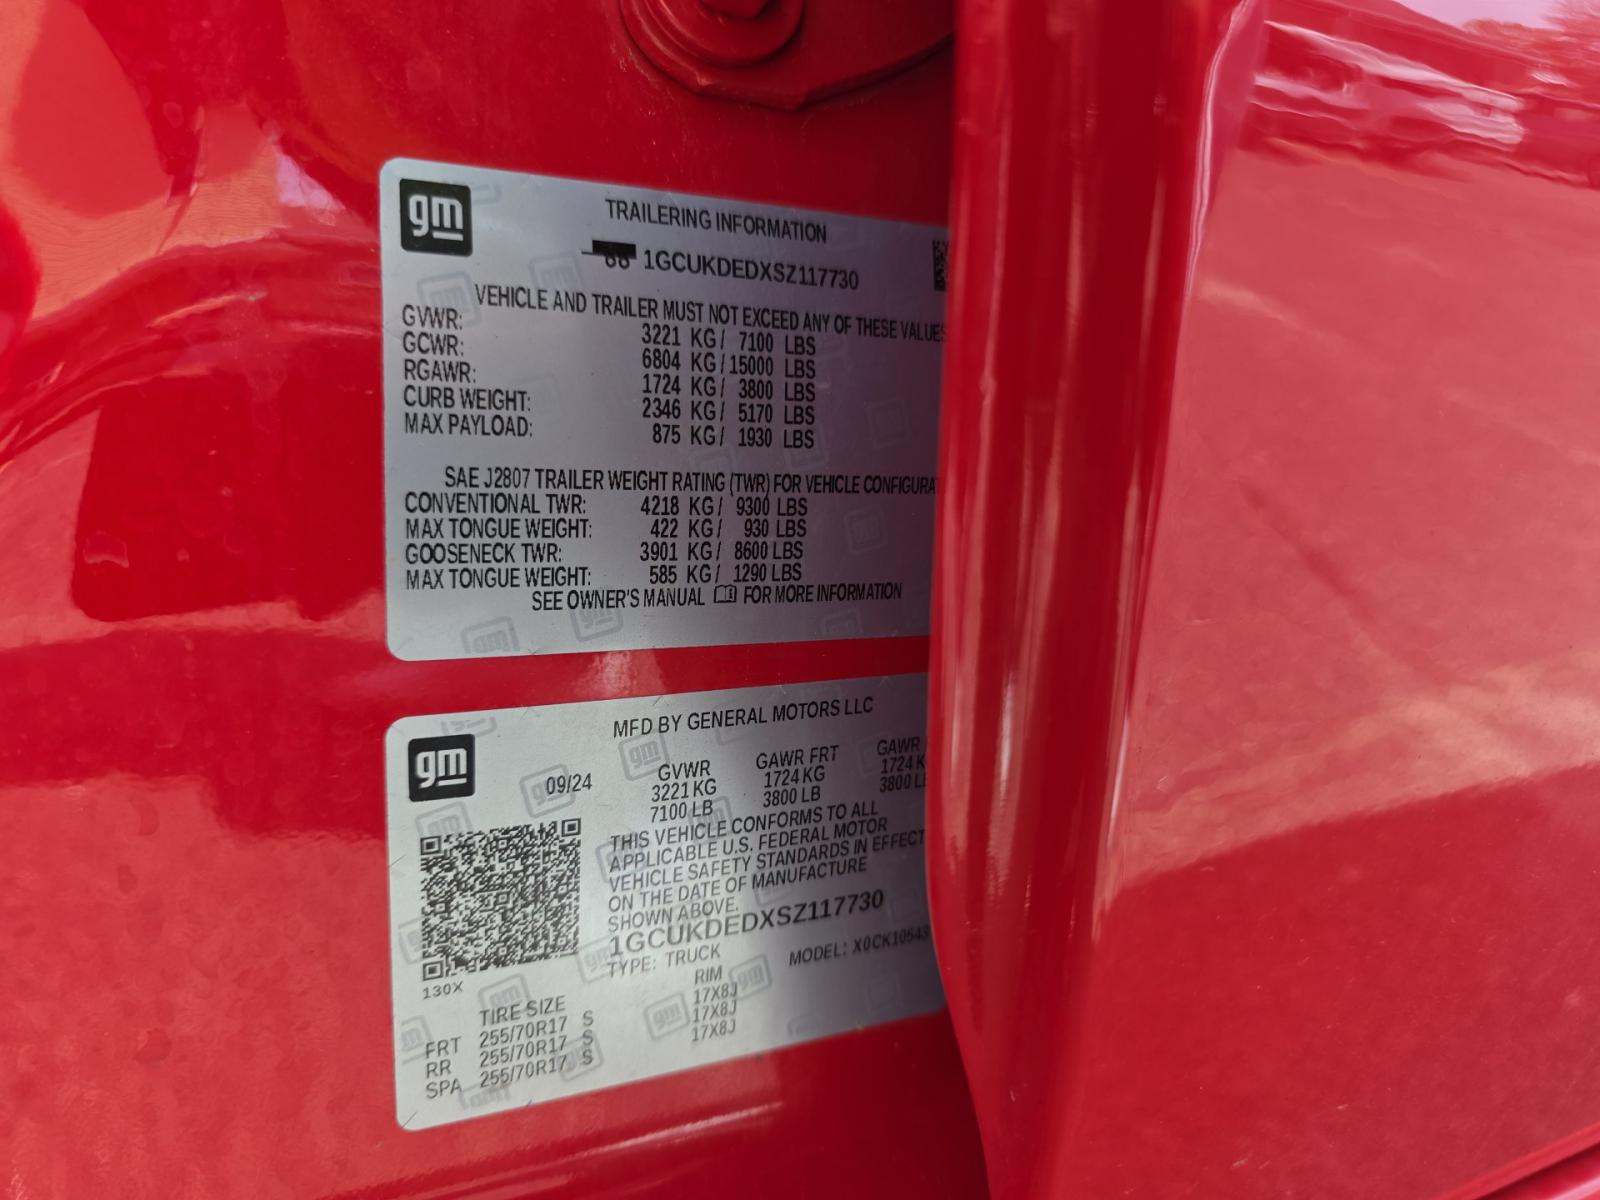 gm
TRAILERING INFORMATION
1GCUKDEDXSZ117730
VEHICLE AND TRAILER MUST NOT EXCEED ANY OF THESE VALUES
GVWR: 3221 KG/ 7100 LBS
GCWR: 6804 KG/ 15000 LBS
RGAWR: 1724 KG/ 3800 LBS
CURB WEIGHT: 2346 KG/ 5170 LBS
MAX PAYLOAD: 875 KG/ 1930 LBS
SAE J2807 TRAILER WEIGHT RATING (TWR) FOR VEHICLE CONFIGURAT
CONVENTIONAL TWR: 4218 KG/ 9300 LBS
MAX TONGUE WEIGHT: 422 KG/ 930 LBS
GOOSENECK TWR: 3901 KG/ 8600 LBS
MAX TONGUE WEIGHT: 585 KG/ 1290 LBS
SEE OWNER'S MANUAL FOR MORE INFORMATION
gm
MFD BY GENERAL MOTORS LLC
09/24 GVWR GAWR FRT GAWR
3221 KG 1724 KG 1724 K
7100 LB 3800 LB 3800 L
THIS VEHICLE CONFORMS TO ALL
APPLICABLE U.S. FEDERAL MOTOR
VEHICLE SAFETY STANDARDS IN EFFECT
ON THE DATE OF MANUFACTURE
SHOWN ABOVE.
1GCUKDEDXSZ117730
TYPE: TRUCK MODEL: X0CK10543
130X
TIRE SIZE RIM
FRT 255/70R17 S 17X8J
RR 255/70R17 S 17X8J
SPA 255/70R17 S 17X8J